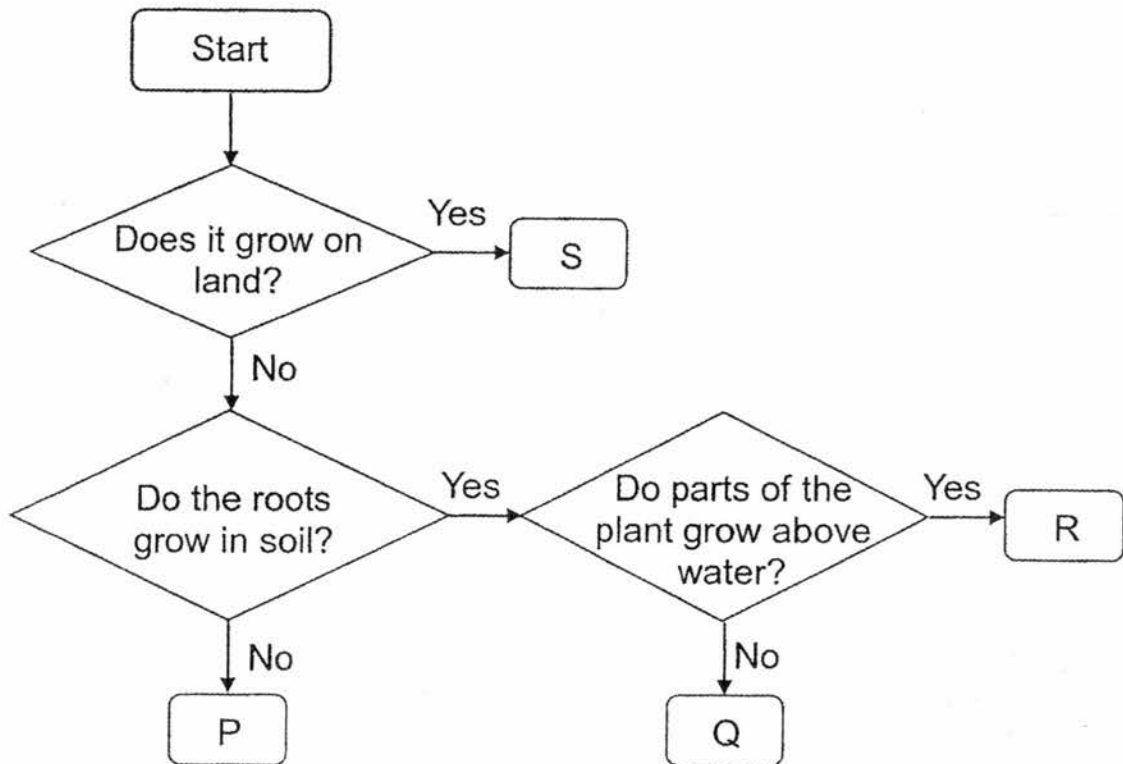 Start
Does it grow on
land?
Yes
S
No
Do the roots
grow in soil?
Yes
Do parts of the
plant grow above
water?
Yes
R
No
P
No
Q